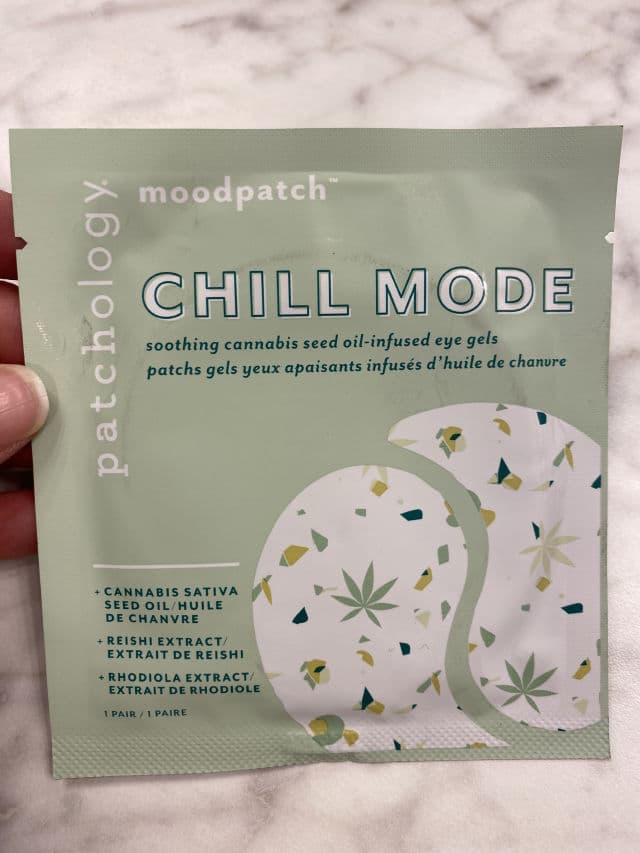 patchology.
moodpatch™
CHILL MODE
soothing cannabis seed oil-infused eye gels
patchs gels yeux apaisants infusés d'huile de chanvre
+ CANNABIS SATIVA
SEED OIL/HUILE
DE CHANVRE
+ REISHI EXTRACT/
EXTRAIT DE REISHI
+ RHODIOLA EXTRACT/
EXTRAIT DE RHODIOLE
1 PAIR / 1 PAIRE